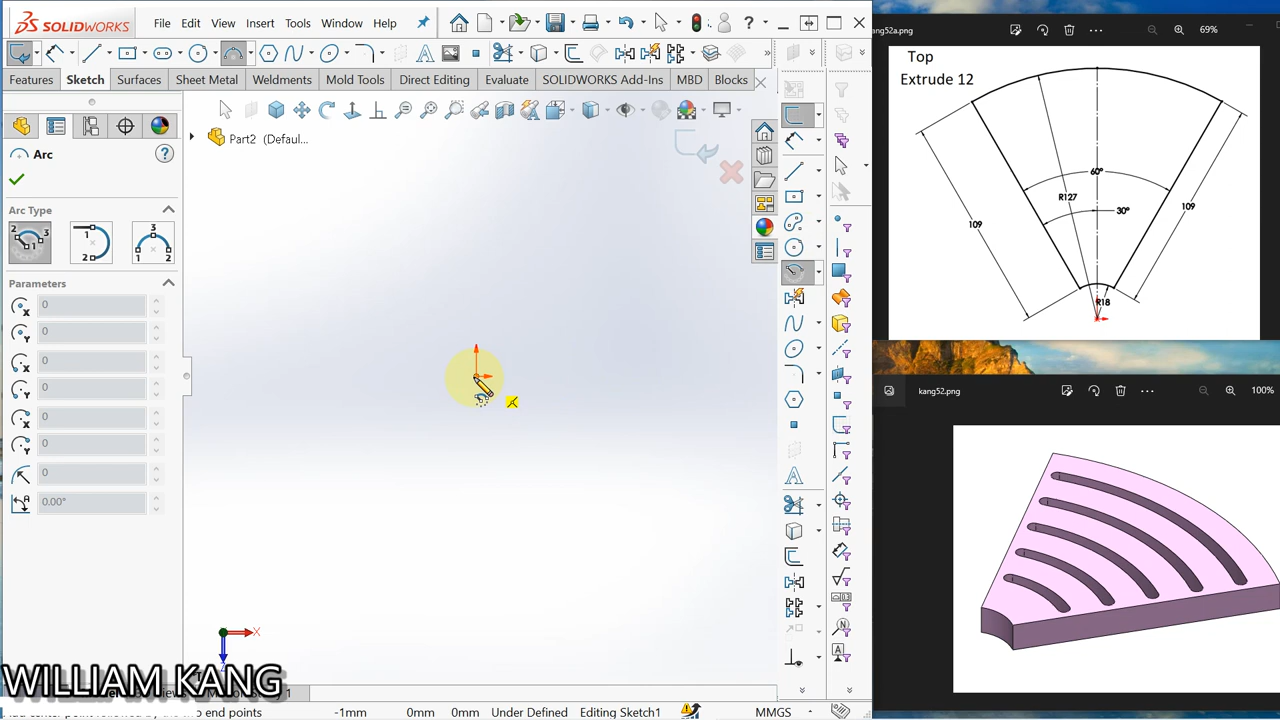 SOLIDWORKS File Edit View Insert Tools Window Help
Features Sketch Surfaces Sheet Metal Weldments Mold Tools Direct Editing Evaluate SOLIDWORKS Add-Ins MBD Blocks
Part2 (Defaul...
Arc
Arc Type
Parameters
0
0
0
0
0
0
0
0.00°
X
WILLIAM KANG
-1mm 0mm 0mm Under Defined Editing Sketch1 MMGS
kang52a.png 69%
Top
Extrude 12
60°
R127
30°
109
109
R18
kang52.png 100%